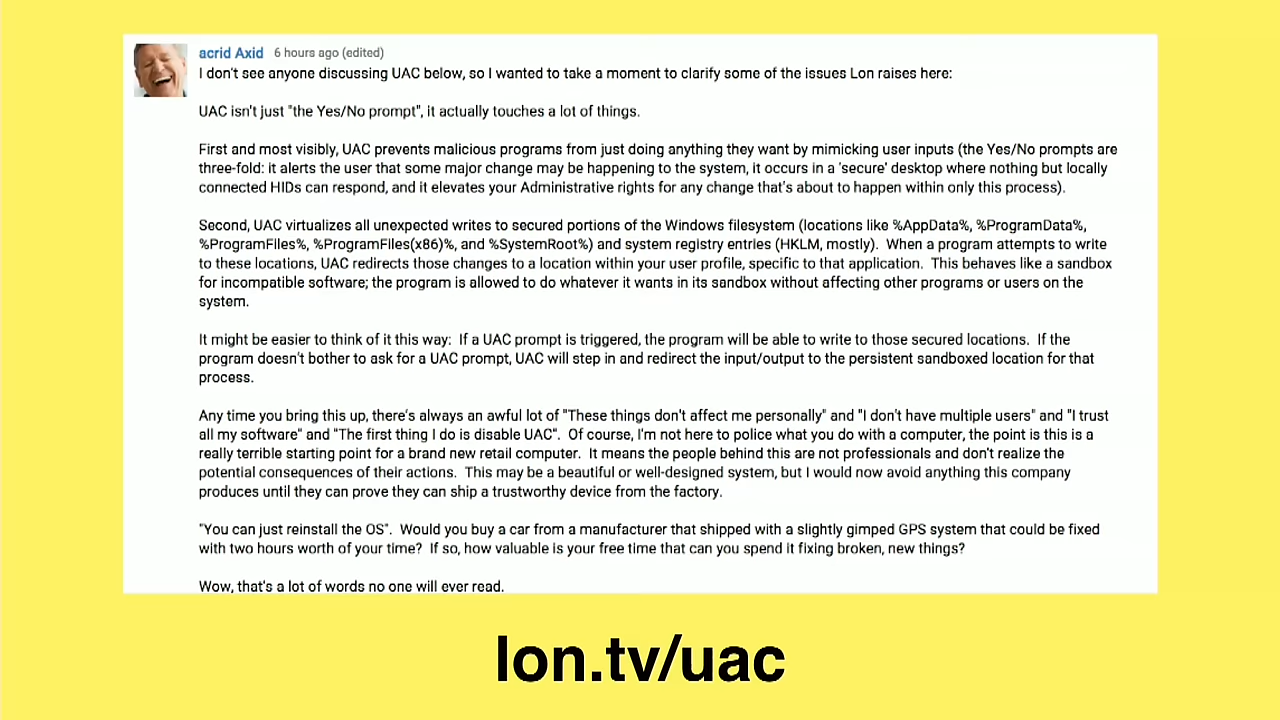 acrid Axid 6 hours ago (edited)
I don't see anyone discussing UAC below, so I wanted to take a moment to clarify some of the issues Lon raises here:
UAC isn't just "the Yes/No prompt", it actually touches a lot of things.
First and most visibly, UAC prevents malicious programs from just doing anything they want by mimicking user inputs (the Yes/No prompts are
three-fold: it alerts the user that some major change may be happening to the system, it occurs in a 'secure' desktop where nothing but locally
connected HIDs can respond, and it elevates your Administrative rights for any change that's about to happen within only this process).
Second, UAC virtualizes all unexpected writes to secured portions of the Windows filesystem (locations like %AppData%, %ProgramData%,
%ProgramFiles%, %ProgramFiles(x86)%, and %SystemRoot%) and system registry entries (HKLM, mostly). When a program attempts to write
to these locations, UAC redirects those changes to a location within your user profile, specific to that application. This behaves like a sandbox
for incompatible software; the program is allowed to do whatever it wants in its sandbox without affecting other programs or users on the
system.
It might be easier to think of it this way: If a UAC prompt is triggered, the program will be able to write to those secured locations. If the
program doesn't bother to ask for a UAC prompt, UAC will step in and redirect the input/output to the persistent sandboxed location for that
process.
Any time you bring this up, there's always an awful lot of "These things don't affect me personally" and "I don't have multiple users" and "I trust
all my software" and "The first thing I do is disable UAC". Of course, I'm not here to police what you do with a computer, the point is this is a
really terrible starting point for a brand new retail computer. It means the people behind this are not professionals and don't realize the
potential consequences of their actions. This may be a beautiful or well-designed system, but I would now avoid anything this company
produces until they can prove they can ship a trustworthy device from the factory.
"You can just reinstall the OS". Would you buy a car from a manufacturer that shipped with a slightly gimped GPS system that could be fixed
with two hours worth of your time? If so, how valuable is your free time that can you spend it fixing broken, new things?
Wow, that's a lot of words no one will ever read.
lon.tv/uac